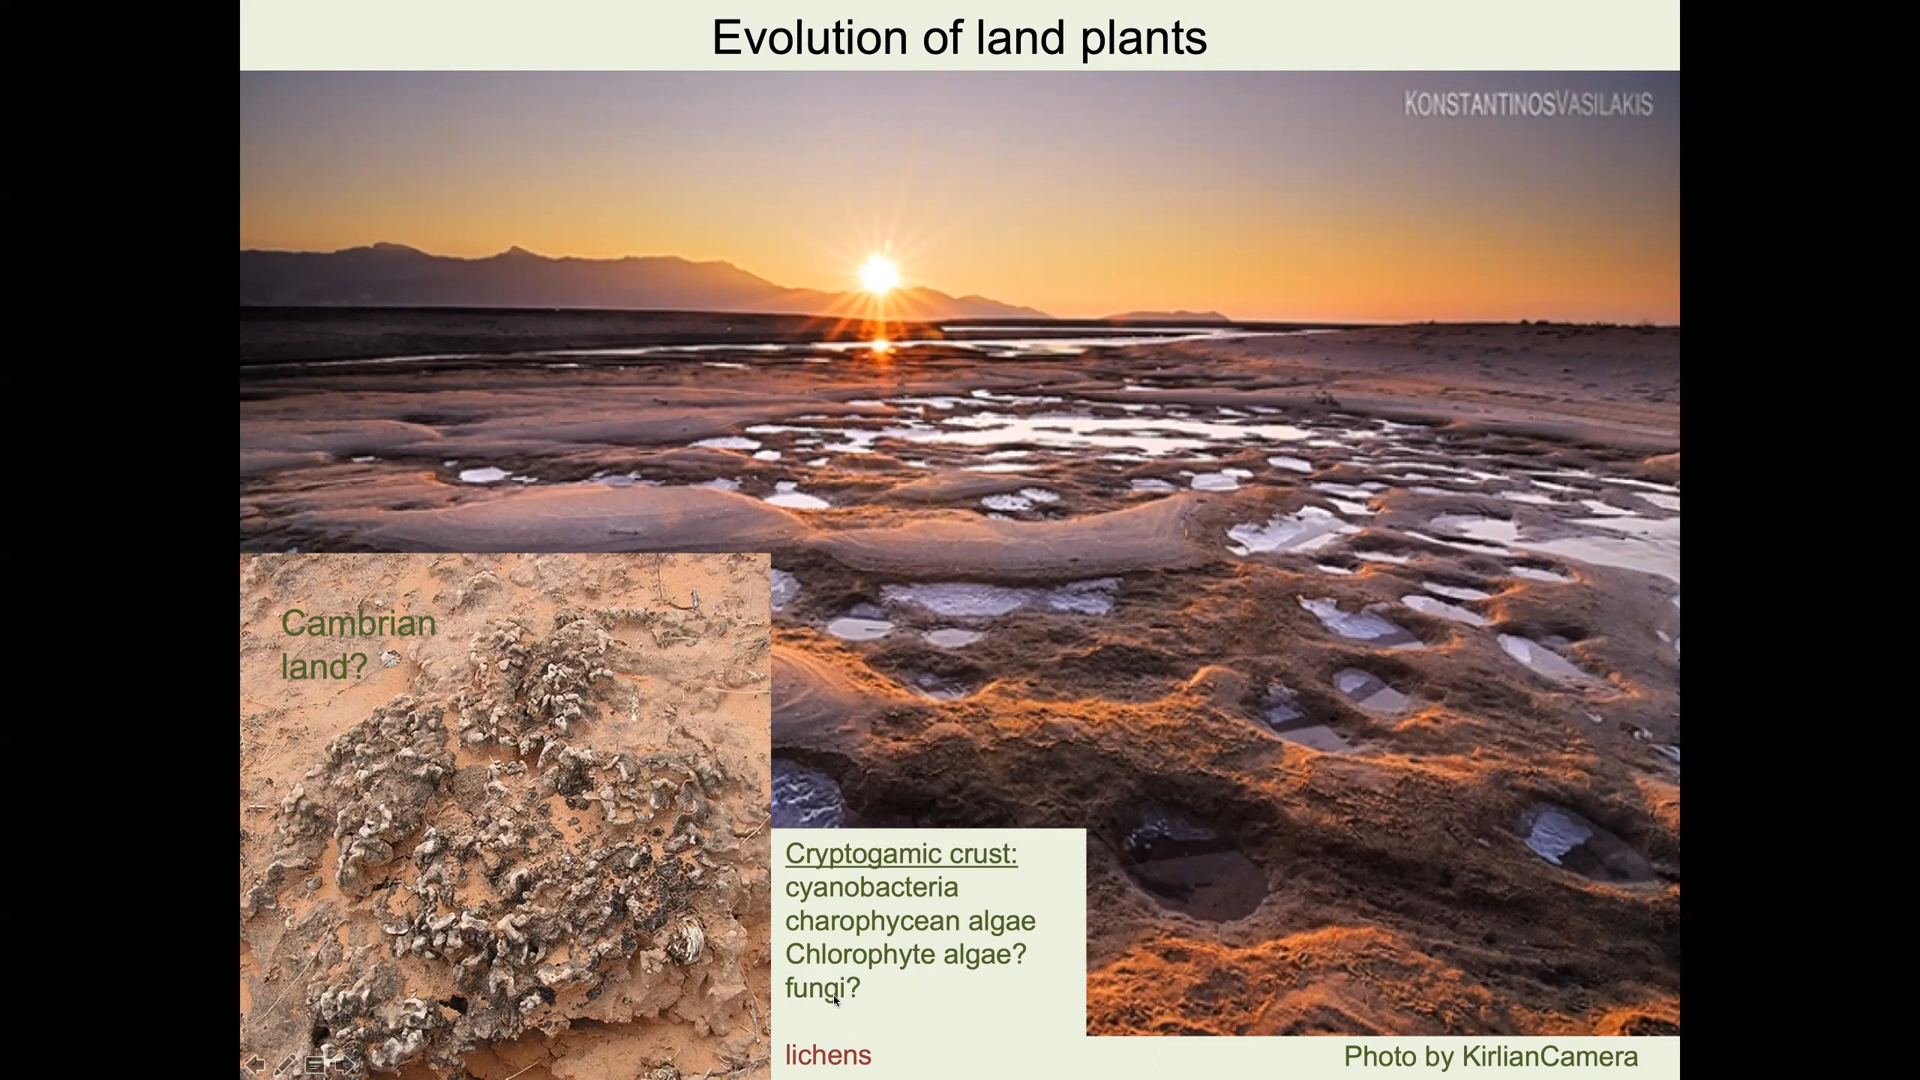 Evolution of land plants
KONSTANTINOSVASILAKIS
Cambrian
land?
Cryptogamic crust:
cyanobacteria
charophycean algae
Chlorophyte algae?
fungi?
lichens
Photo by KirlianCamera